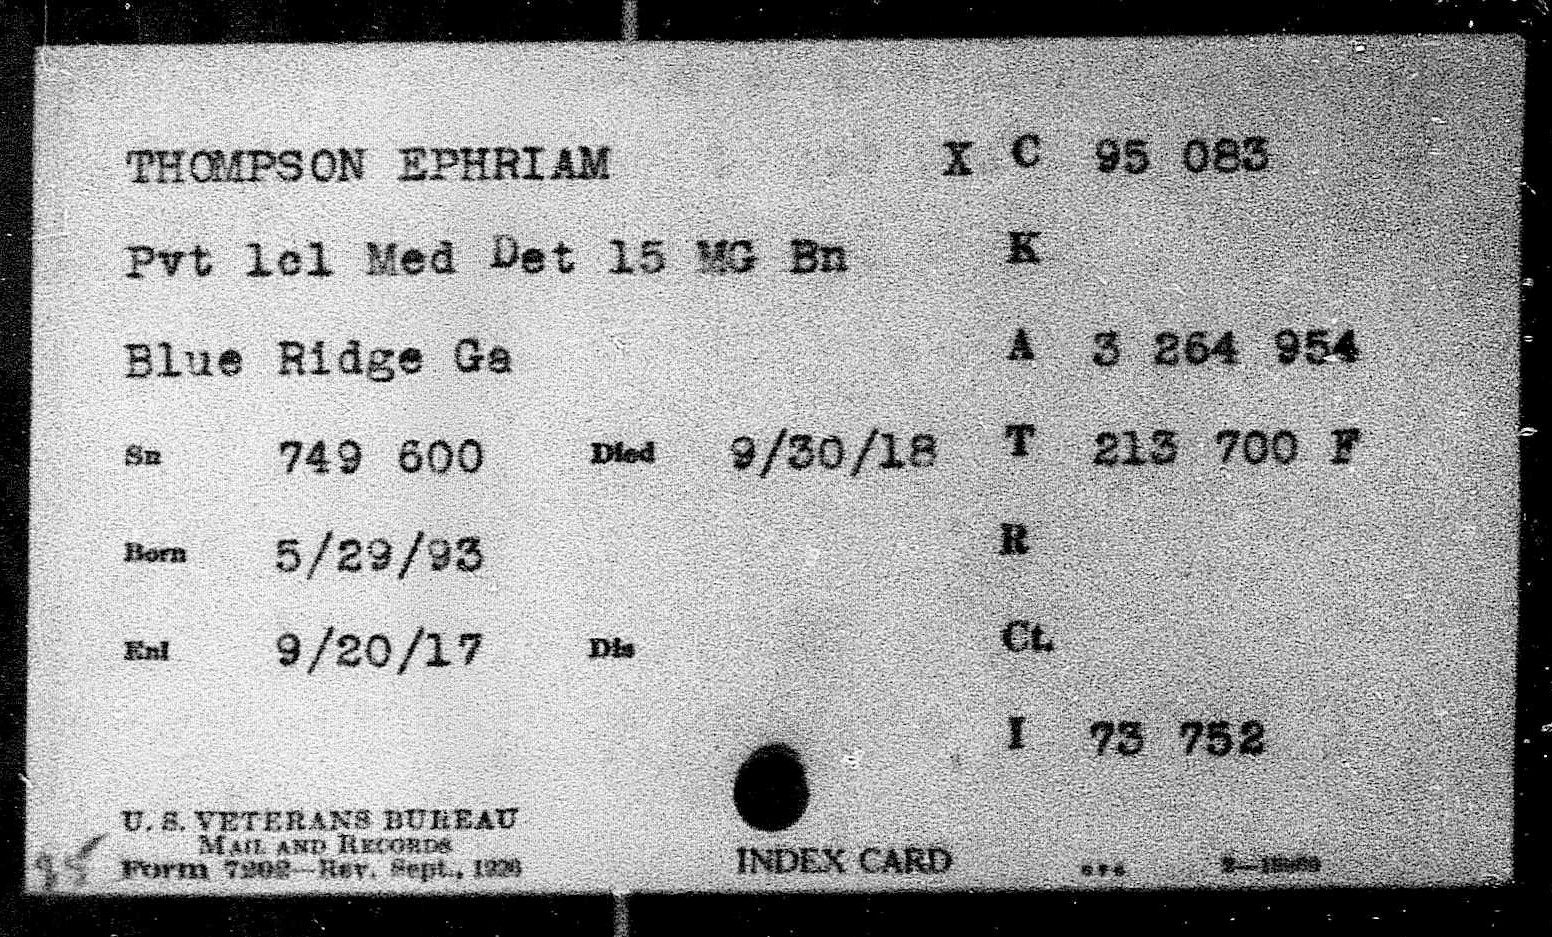 THOMPSON EPHRIAM X C 95 083
Pvt 1cl Med Det 15 MG Bn K
Blue Ridge Ga A 3 264 954
Sn 749 600 Died 9/30/18 T 213 700 F
Born 5/29/93 R
Enl 9/20/17 Dis Ct.
I 73 752
U. S. VETERANS BUREAU
MAIL AND RECORDS
Form 7202—Rev. Sept., 1926 INDEX CARD